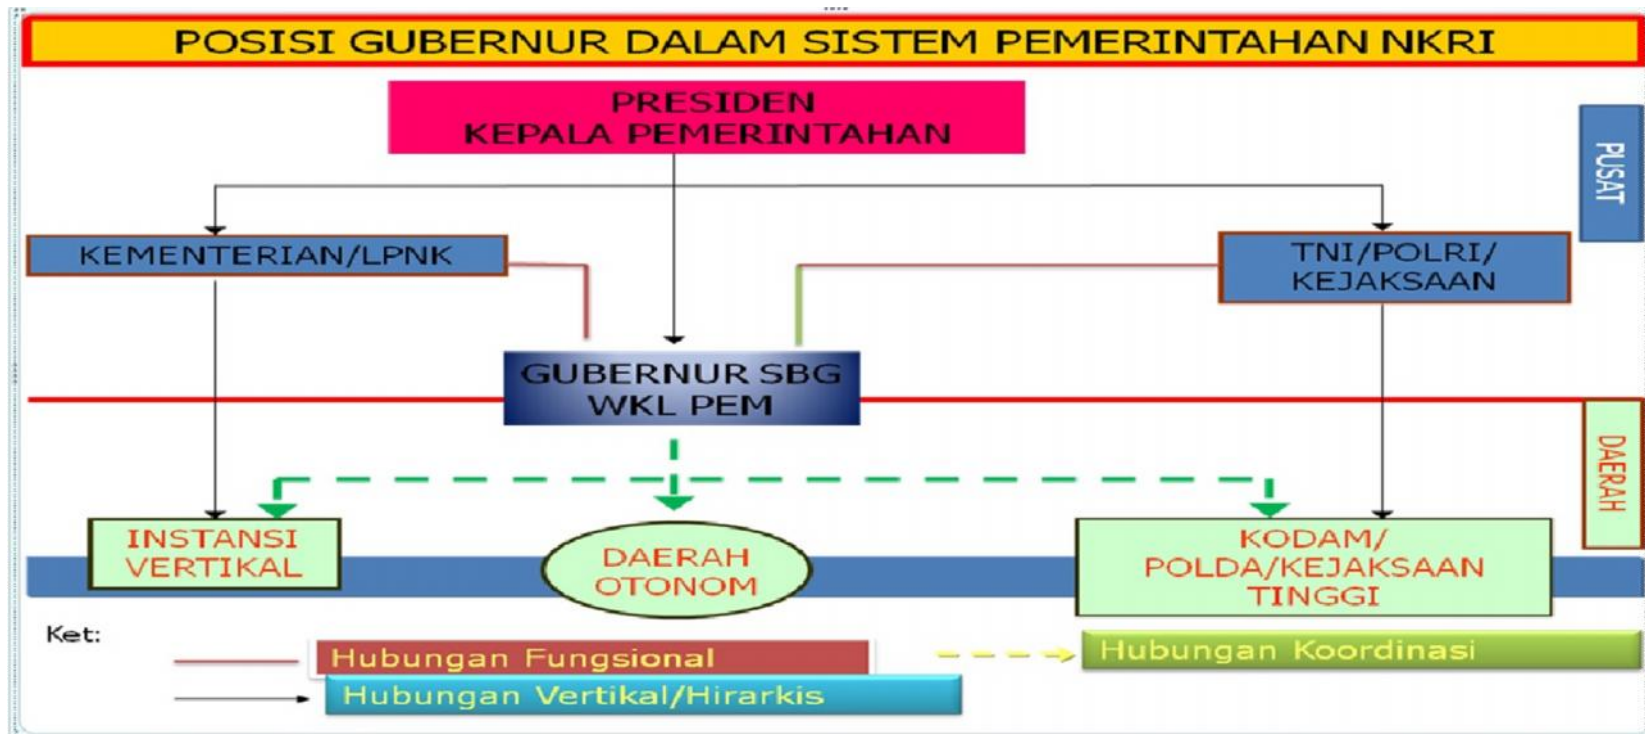 POSISI GUBERNUR DALAM SISTEM PEMERINTAHAN NKRI
PRESIDEN
KEPALA PEMERINTAHAN
PUSAT
KEMENTERIAN/LPNK
TNI/POLRI/
KEJAKSAAN
GUBERNUR SBG
WKL PEM
DAERAH
INSTANSI
VERTIKAL
DAERAH
OTONOM
KODAM/
POLDA/KEJAKSAAN
TINGGI
Ket:
Hubungan Fungsional
Hubungan Koordinasi
Hubungan Vertikal/Hirarkis